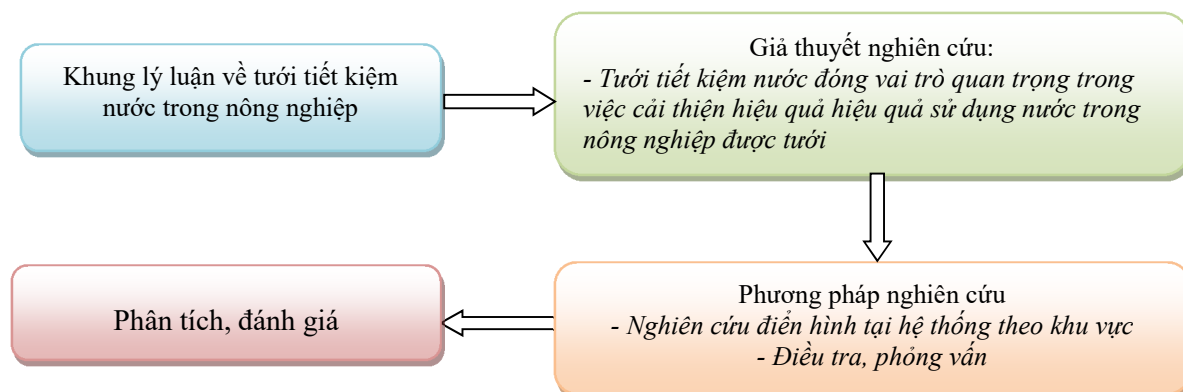 Khung lý luận về tưới tiết kiệm
nước trong nông nghiệp
Giả thuyết nghiên cứu:
- Tưới tiết kiệm nước đóng vai trò quan trọng trong
việc cải thiện hiệu quả hiệu quả sử dụng nước trong
nông nghiệp được tưới
Phương pháp nghiên cứu
- Nghiên cứu điển hình tại hệ thống theo khu vực
- Điều tra, phỏng vấn
Phân tích, đánh giá